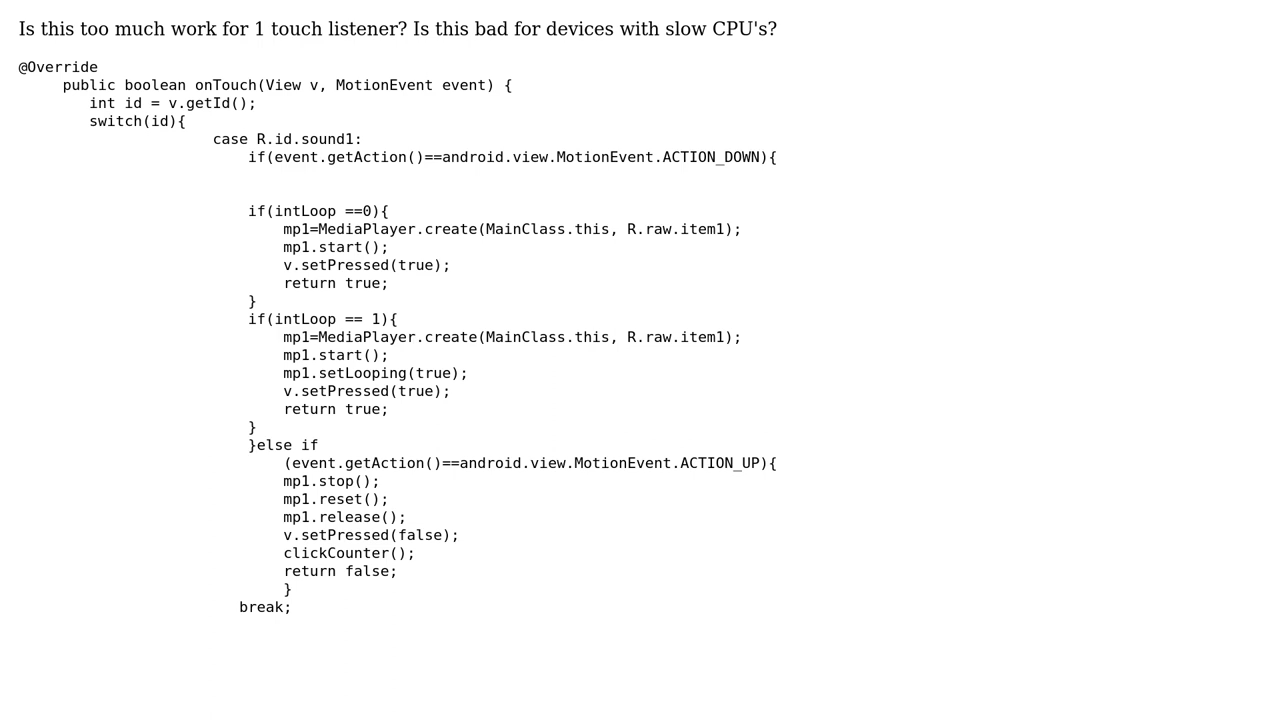 Is this too much work for 1 touch listener? Is this bad for devices with slow CPU's?
@Override
     public boolean onTouch(View v, MotionEvent event) {
        int id = v.getId();
        switch(id){
                      case R.id.sound1:
                          if(event.getAction()==android.view.MotionEvent.ACTION_DOWN){
                          if(intLoop ==0){
                              mp1=MediaPlayer.create(MainClass.this, R.raw.item1);
                              mp1.start();
                              v.setPressed(true);
                              return true;
                          }
                          if(intLoop == 1){
                              mp1=MediaPlayer.create(MainClass.this, R.raw.item1);
                              mp1.start();
                              mp1.setLooping(true);
                              v.setPressed(true);
                              return true;
                          }
                          }else if
                              (event.getAction()==android.view.MotionEvent.ACTION_UP){
                              mp1.stop();
                              mp1.reset();
                              mp1.release();
                              v.setPressed(false);
                              clickCounter();
                              return false;
                              }
                         break;